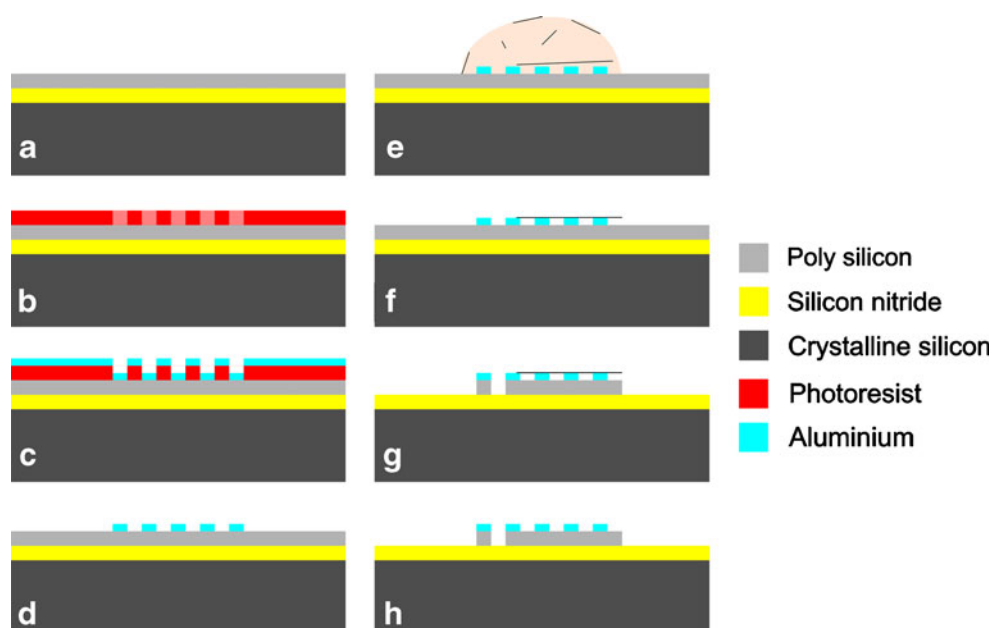 a
b
c
d
e
f
g
h
Poly silicon
Silicon nitride
Crystalline silicon
Photoresist
Aluminium